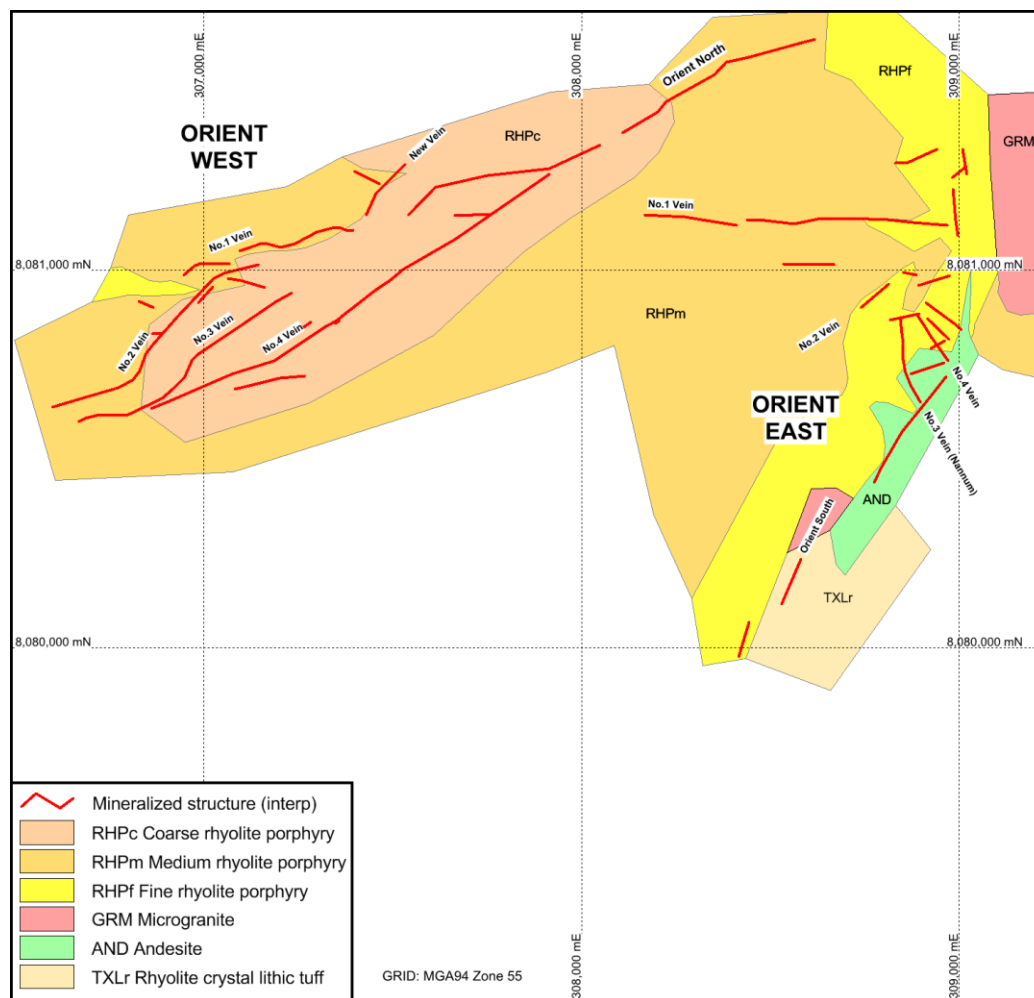 307,000 mE
308,000 mE
309,000 mE
Orient North
RHPf
ORIENT
WEST
New Vein
RHPc
GRM
No.1 Vein
No.1 Vein
8,081,000 mN
8,081,000 mN
RHPm
No.2 Vein
No.3 Vein
No.4 Vein
No.2 Vein
ORIENT
EAST
No.4 Vein
No.3 Vein (Nannum)
AND
Orient South
TXLr
8,080,000 mN
8,080,000 mN
Mineralized structure (interp)
RHPc Coarse rhyolite porphyry
RHPm Medium rhyolite porphyry
RHPf Fine rhyolite porphyry
GRM Microgranite
AND Andesite
TXLr Rhyolite crystal lithic tuff
GRID: MGA94 Zone 55
308,000 mE
309,000 mE